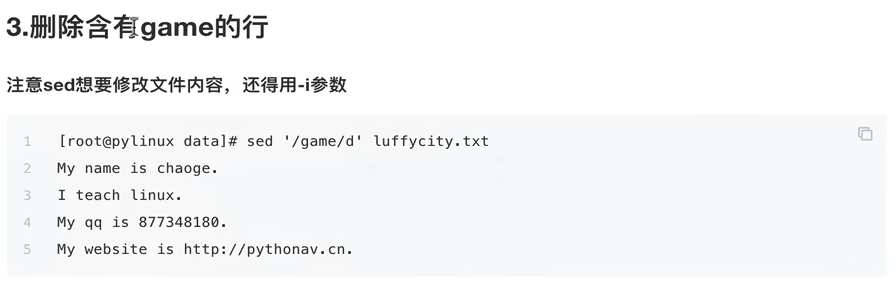 3.删除含有game的行
注意sed想要修改文件内容，还得用-i参数
1 [root@pylinux data]# sed '/game/d' luffycity.txt
2 My name is chaoge.
3 I teach linux.
4 My qq is 877348180.
5 My website is http://pythonav.cn.